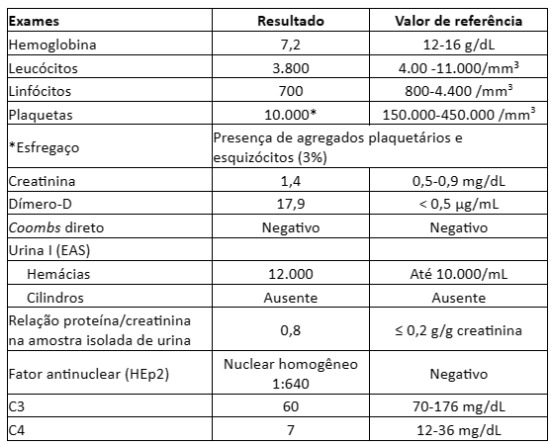 Exames Resultado Valor de referência
Hemoglobina 7,2 12-16 g/dL
Leucócitos 3.800 4.00 -11.000/mm³
Linfócitos 700 800-4.400 /mm³
Plaquetas 10.000* 150.000-450.000 /mm³
*Esfregaço Presença de agregados plaquetários e
esquizócitos (3%)
Creatinina 1,4 0,5-0,9 mg/dL
Dímero-D 17,9 < 0,5 µg/mL
Coombs direto Negativo Negativo
Urina I (EAS)
Hemácias 12.000 Até 10.000/mL
Cilindros Ausente Ausente
Relação proteína/creatinina
na amostra isolada de urina 0,8 ≤ 0,2 g/g creatinina
Fator antinuclear (HEp2) Nuclear homogêneo
1:640 Negativo
C3 60 70-176 mg/dL
C4 7 12-36 mg/dL